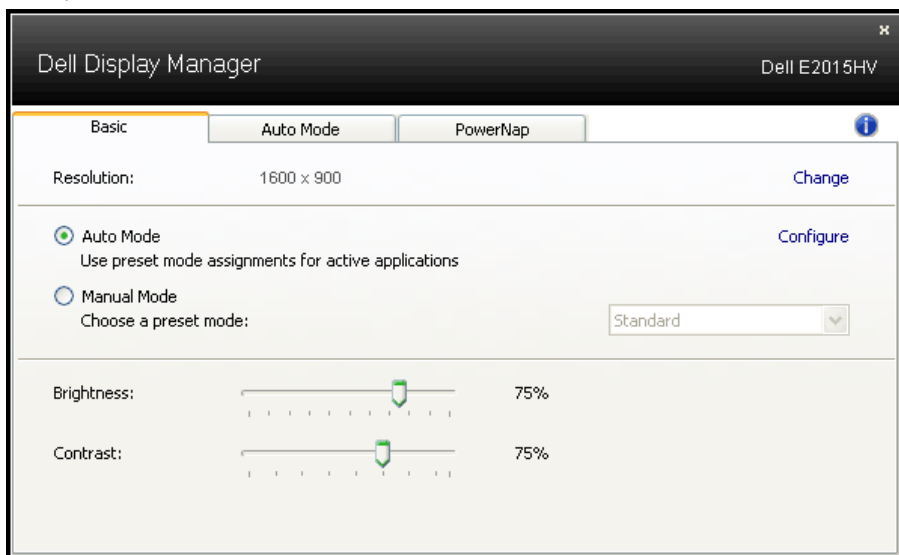 Dell Display Manager
Dell E2015HV
Basic
Auto Mode
PowerNap
Resolution:
1600 x 900
Change
Auto Mode
Configure
Use preset mode assignments for active applications
Manual Mode
Choose a preset mode:
Standard
Brightness:
75%
Contrast:
75%